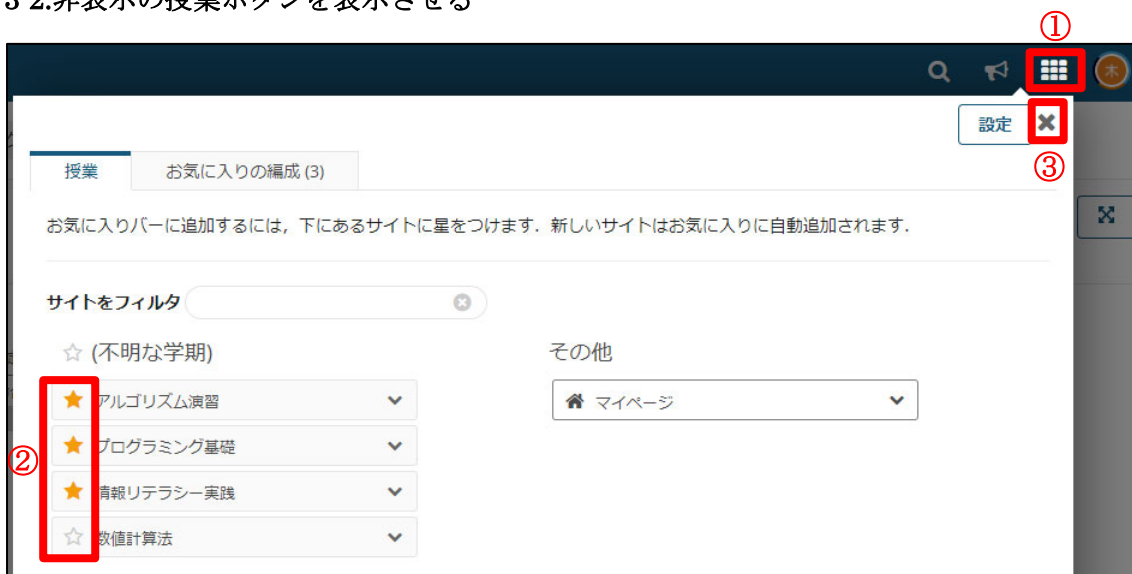 3-2.非表示の授業ボタンを表示させる
①
木
設定
③
授業 お気に入りの編成 (3)
お気に入りバーに追加するには，下にあるサイトに星をつけます．新しいサイトはお気に入りに自動追加されます．
サイトをフィルタ
(不明な学期)
その他
アルゴリズム演習
マイページ
②
プログラミング基礎
情報リテラシー実践
数値計算法